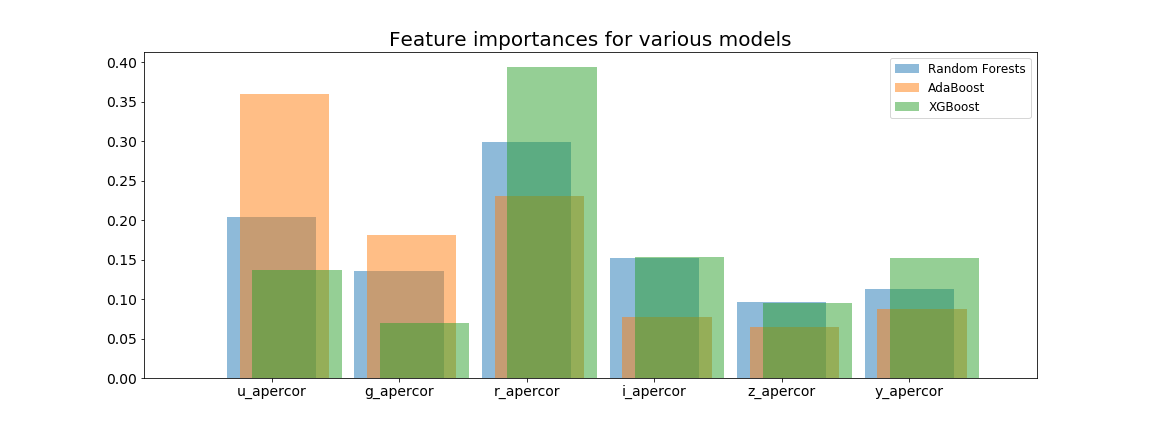 Feature importances for various models
Random Forests
AdaBoost
XGBoost
0.40
0.35
0.30
0.25
0.20
0.15
0.10
0.05
0.00
u_apercor g_apercor r_apercor i_apercor z_apercor y_apercor